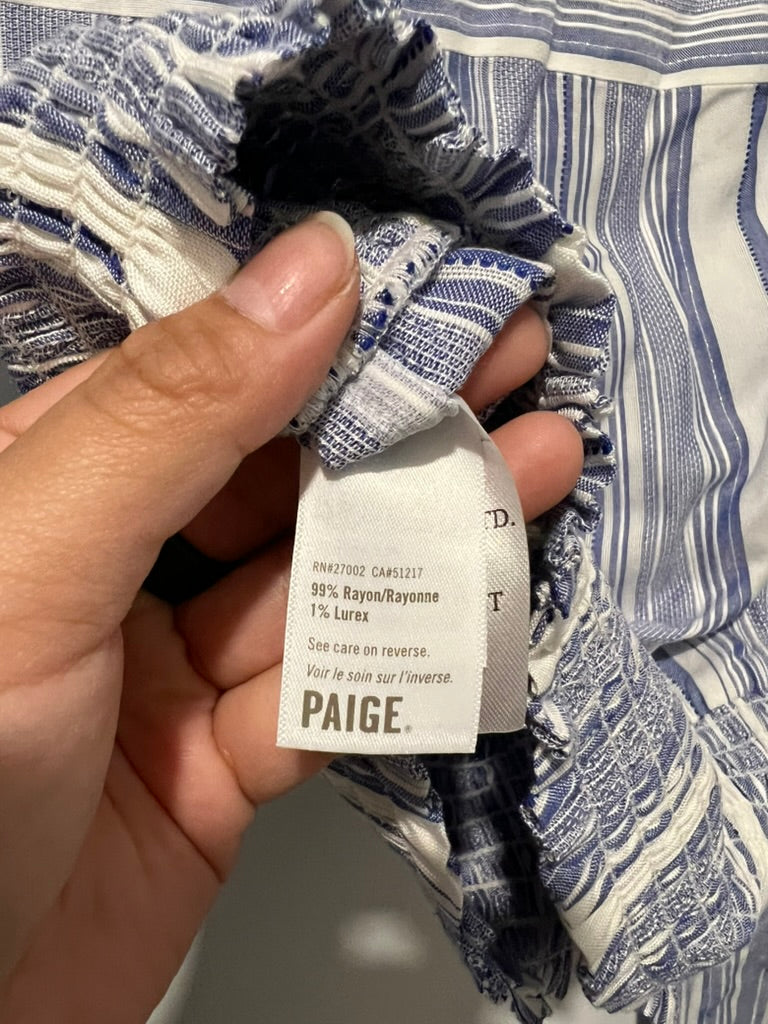 RN#27002 CA#51217
99% Rayon/Rayonne
1% Lurex
See care on reverse.
Voir le soin sur l'inverse.
PAIGE®
TD.
T